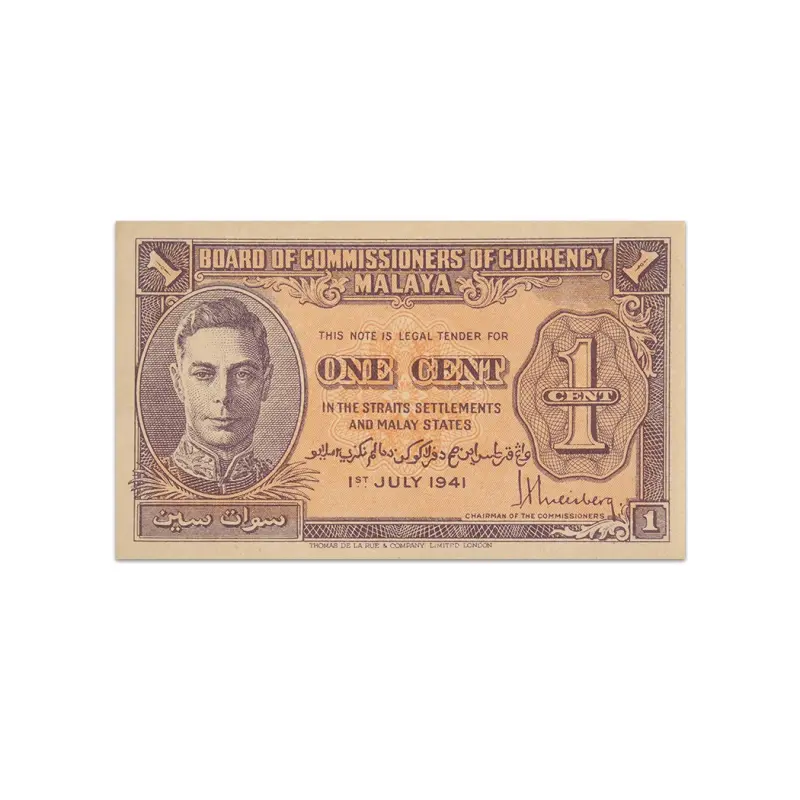 1 BOARD OF COMMISSIONERS OF CURRENCY 1
MALAYA
THIS NOTE IS LEGAL TENDER FOR
ONE CENT
1
CENT
IN THE STRAITS SETTLEMENTS
AND MALAY STATES
1ST JULY 1941
CHAIRMAN OF THE COMMISSIONERS
سوات سين
1
THOMAS DE LA RUE & COMPANY, LIMITED, LONDON